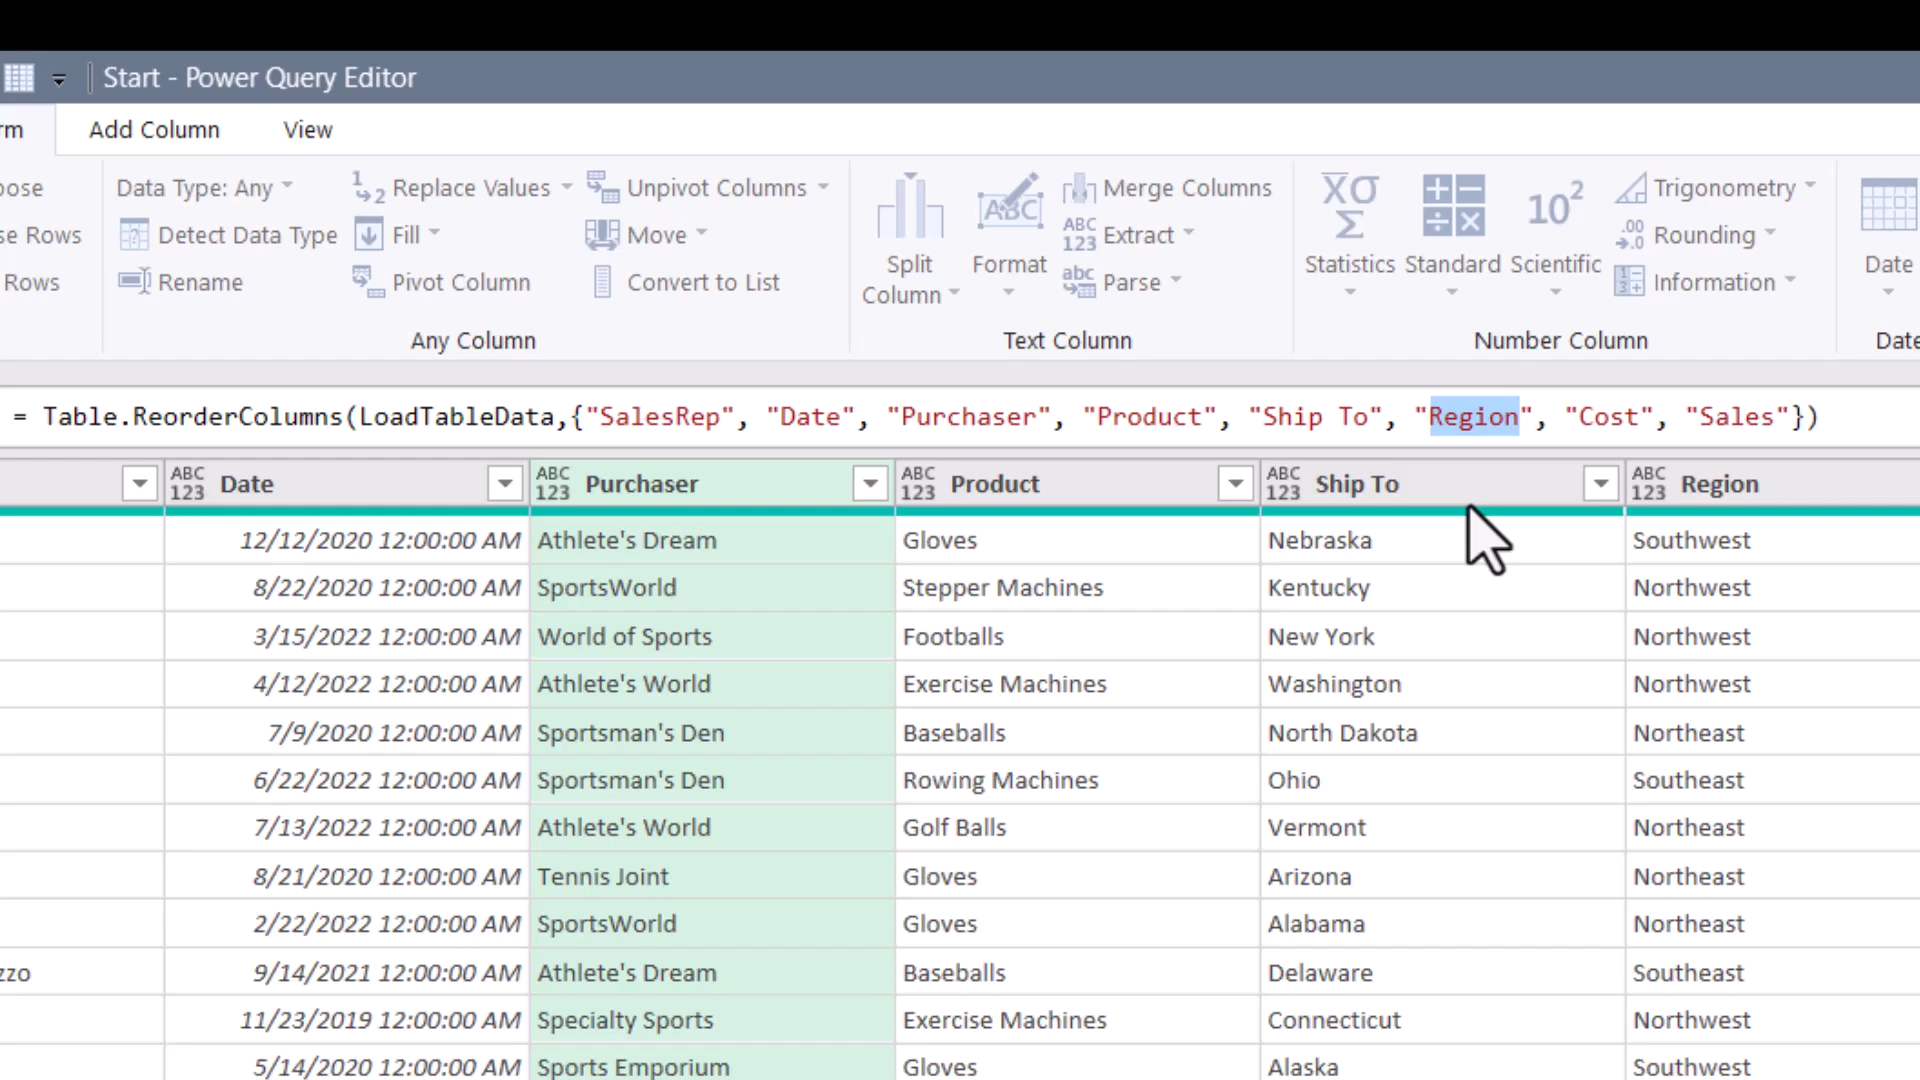 Start - Power Query Editor
rm Add Column View
oose Data Type: Any Replace Values Unpivot Columns Merge Columns Trigonometry
se Rows Detect Data Type Fill Move Extract Rounding
Rows Rename Pivot Column Convert to List Split Column Format Parse Statistics Standard Scientific Information Date
Any Column Text Column Number Column Date
= Table.ReorderColumns(LoadTableData,{"SalesRep", "Date", "Purchaser", "Product", "Ship To", "Region", "Cost", "Sales"})
ABC 123 Date ABC 123 Purchaser ABC 123 Product ABC 123 Ship To ABC 123 Region
12/12/2020 12:00:00 AM Athlete's Dream Gloves Nebraska Southwest
8/22/2020 12:00:00 AM SportsWorld Stepper Machines Kentucky Northwest
3/15/2022 12:00:00 AM World of Sports Footballs New York Northwest
4/12/2022 12:00:00 AM Athlete's World Exercise Machines Washington Northwest
7/9/2020 12:00:00 AM Sportsman's Den Baseballs North Dakota Northeast
6/22/2022 12:00:00 AM Sportsman's Den Rowing Machines Ohio Southeast
7/13/2022 12:00:00 AM Athlete's World Golf Balls Vermont Northeast
8/21/2020 12:00:00 AM Tennis Joint Gloves Arizona Northeast
2/22/2022 12:00:00 AM SportsWorld Gloves Alabama Northeast
zzo 9/14/2021 12:00:00 AM Athlete's Dream Baseballs Delaware Southeast
11/23/2019 12:00:00 AM Specialty Sports Exercise Machines Connecticut Northwest
5/14/2020 12:00:00 AM Sports Emporium Gloves Alaska Southwest